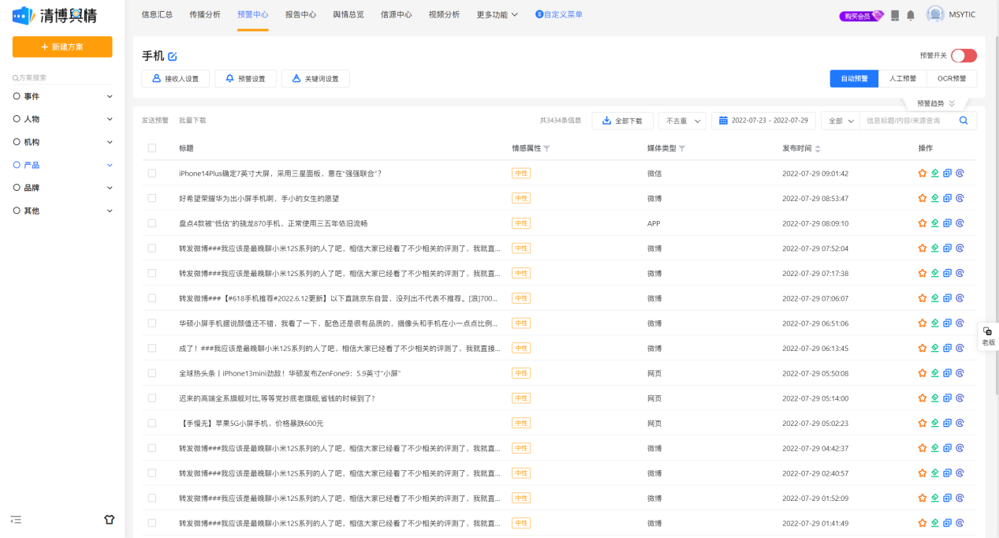 清博舆情
信息汇总 传播分析 预警中心 报告中心 舆情总览 信源中心 视频分析 更多功能 自定义菜单
购买会员 MSYTIC
+ 新建方案
方案搜索
事件
人物
机构
产品
品牌
其他
手机
预警开关
接收人设置 预警设置 关键词设置
自动预警 人工预警 OCR预警
预警趋势
发送预警 批量下载 共3434条信息 全部下载 不去重 2022-07-23 - 2022-07-29 全部 信息标题/内容/来源查询
标题 情感属性 媒体类型 发布时间 操作
iPhone14Plus确定7英寸大屏，采用三星面板，意在“强强联合”？ 中性 微信 2022-07-29 09:01:42
好希望荣耀华为出小屏手机啊，手小的女生的愿望 中性 微博 2022-07-29 08:53:47
盘点4款被“低估”的骁龙870手机，正常使用三五年依旧流畅 中性 APP 2022-07-29 08:09:10
转发微博###我应该是最晚聊小米12S系列的人了吧，相信大家已经看了不少相关的评测了，我就直... 中性 微博 2022-07-29 07:52:04
转发微博###我应该是最晚聊小米12S系列的人了吧，相信大家已经看了不少相关的评测了，我就直... 中性 微博 2022-07-29 07:17:38
转发微博###【#618手机推荐#2022.6.12更新】以下直跳京东自营，没列出不代表不推荐。[浪]700... 中性 微博 2022-07-29 07:06:07
华硕小屏手机据说颜值还不错，我看了一下，配色还是很有品质的，摄像头和手机在小一点点比例... 中性 微博 2022-07-29 06:51:06
成了！###我应该是最晚聊小米12S系列的人了吧，相信大家已经看了不少相关的评测了，我就直接... 中性 微博 2022-07-29 06:13:45
全球热头条丨iPhone13mini劲敌！华硕发布ZenFone9：5.9英寸“小屏” 中性 网页 2022-07-29 05:50:08
迟来的高端全系旗舰对比,等等党抄底老旗舰,省钱的时候到了? 中性 网页 2022-07-29 05:14:00
【手慢无】苹果5G小屏手机，价格暴跌600元 中性 网页 2022-07-29 05:02:23
转发微博###我应该是最晚聊小米12S系列的人了吧，相信大家已经看了不少相关的评测了，我就直... 中性 微博 2022-07-29 04:42:37
转发微博###我应该是最晚聊小米12S系列的人了吧，相信大家已经看了不少相关的评测了，我就直... 中性 微博 2022-07-29 02:40:57
转发微博###我应该是最晚聊小米12S系列的人了吧，相信大家已经看了不少相关的评测了，我就直... 中性 微博 2022-07-29 01:52:09
转发微博###我应该是最晚聊小米12S系列的人了吧，相信大家已经看了不少相关的评测了，我就直... 中性 微博 2022-07-29 01:41:49
老版